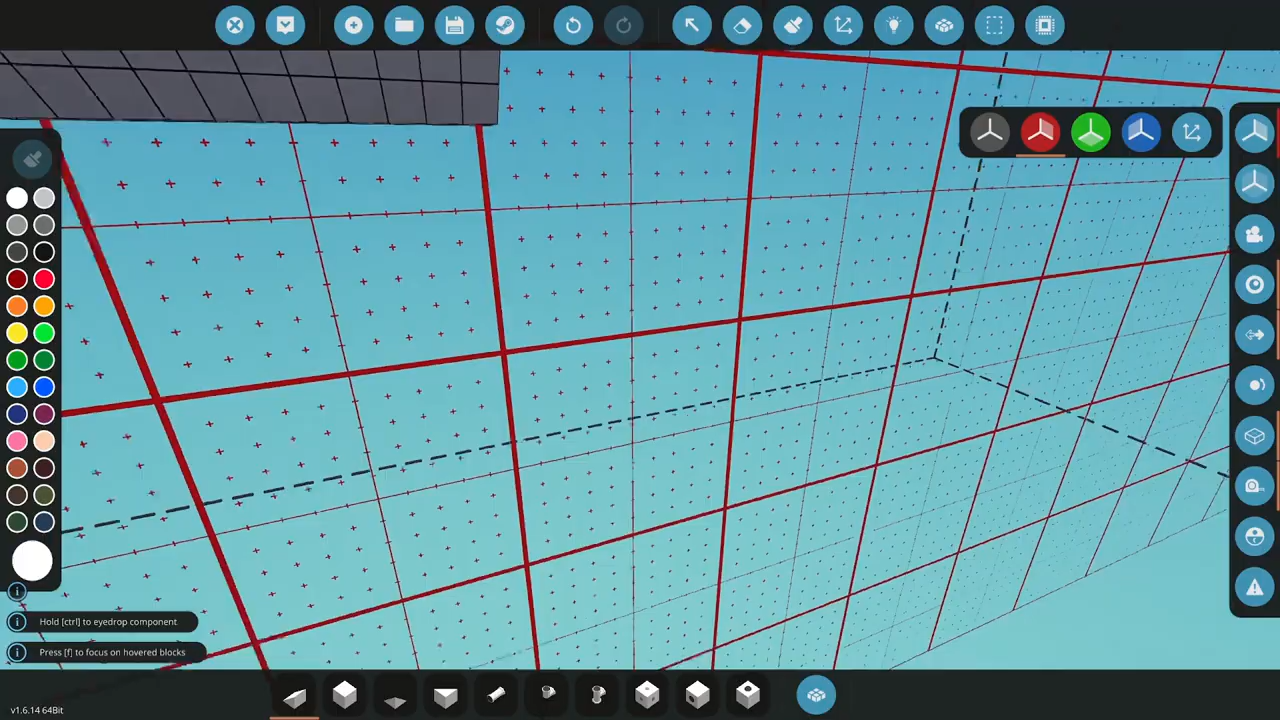 Hold [ctrl] to eyedrop component
Press [f] to focus on hovered blocks
v1.6.14 64Bit